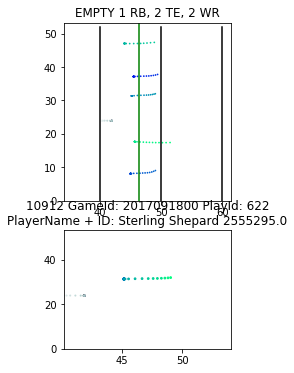 EMPTY 1 RB, 2 TE, 2 WR
50
40
30
20
10
0
40 50 60
10912 GameId: 2017091800 PlayId: 622
PlayerName + ID: Sterling Shepard 2555295.0
40
20
0
45 50